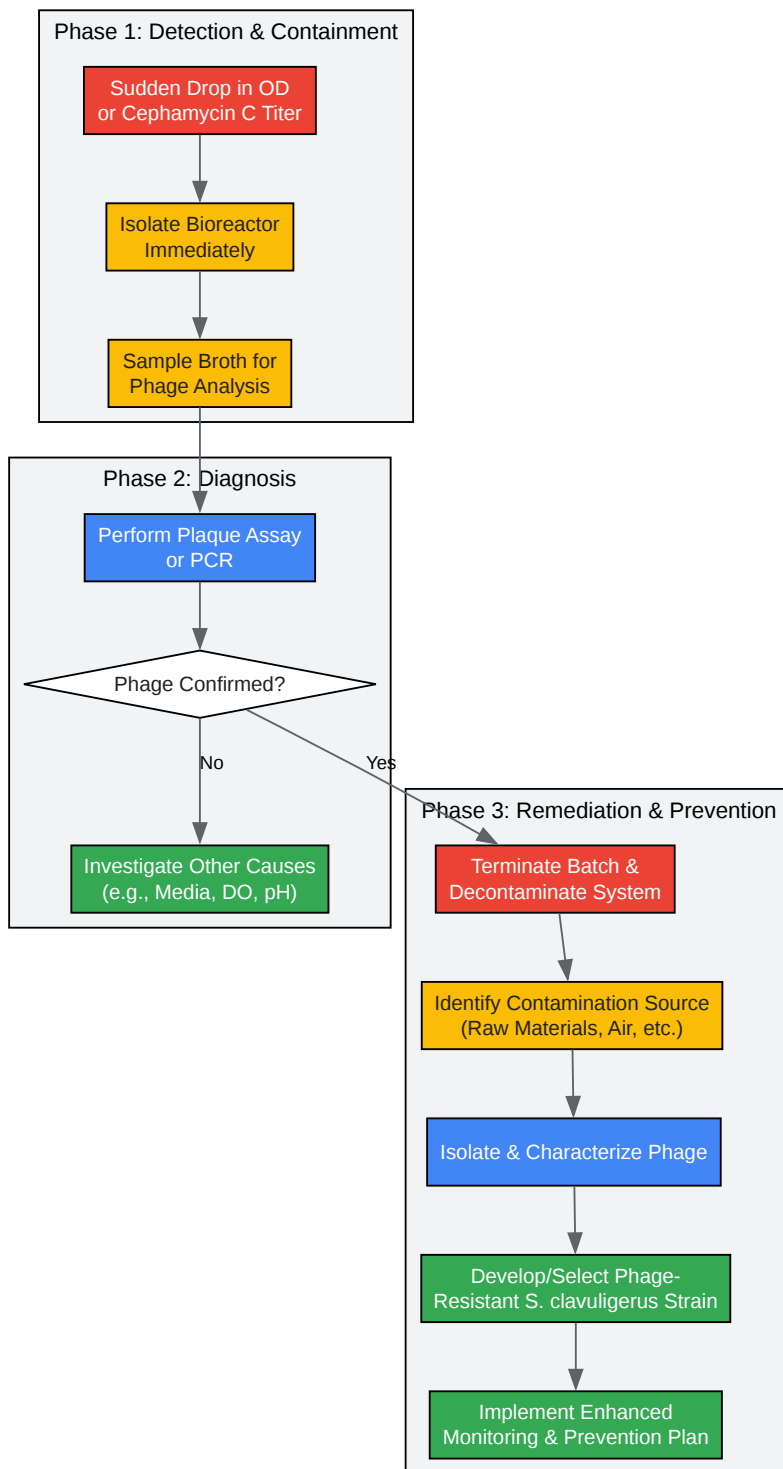 Phase 1: Detection & Containment
Sudden Drop in OD
or Cephamycin C Titer
Isolate Bioreactor
Immediately
Sample Broth for
Phage Analysis
Phase 2: Diagnosis
Perform Plaque Assay
or PCR
Phage Confirmed?
No
Yes
Investigate Other Causes
(e.g., Media, DO, pH)
Phase 3: Remediation & Prevention
Terminate Batch &
Decontaminate System
Identify Contamination Source
(Raw Materials, Air, etc.)
Isolate & Characterize Phage
Develop/Select Phage-
Resistant S. clavuligerus Strain
Implement Enhanced
Monitoring & Prevention Plan